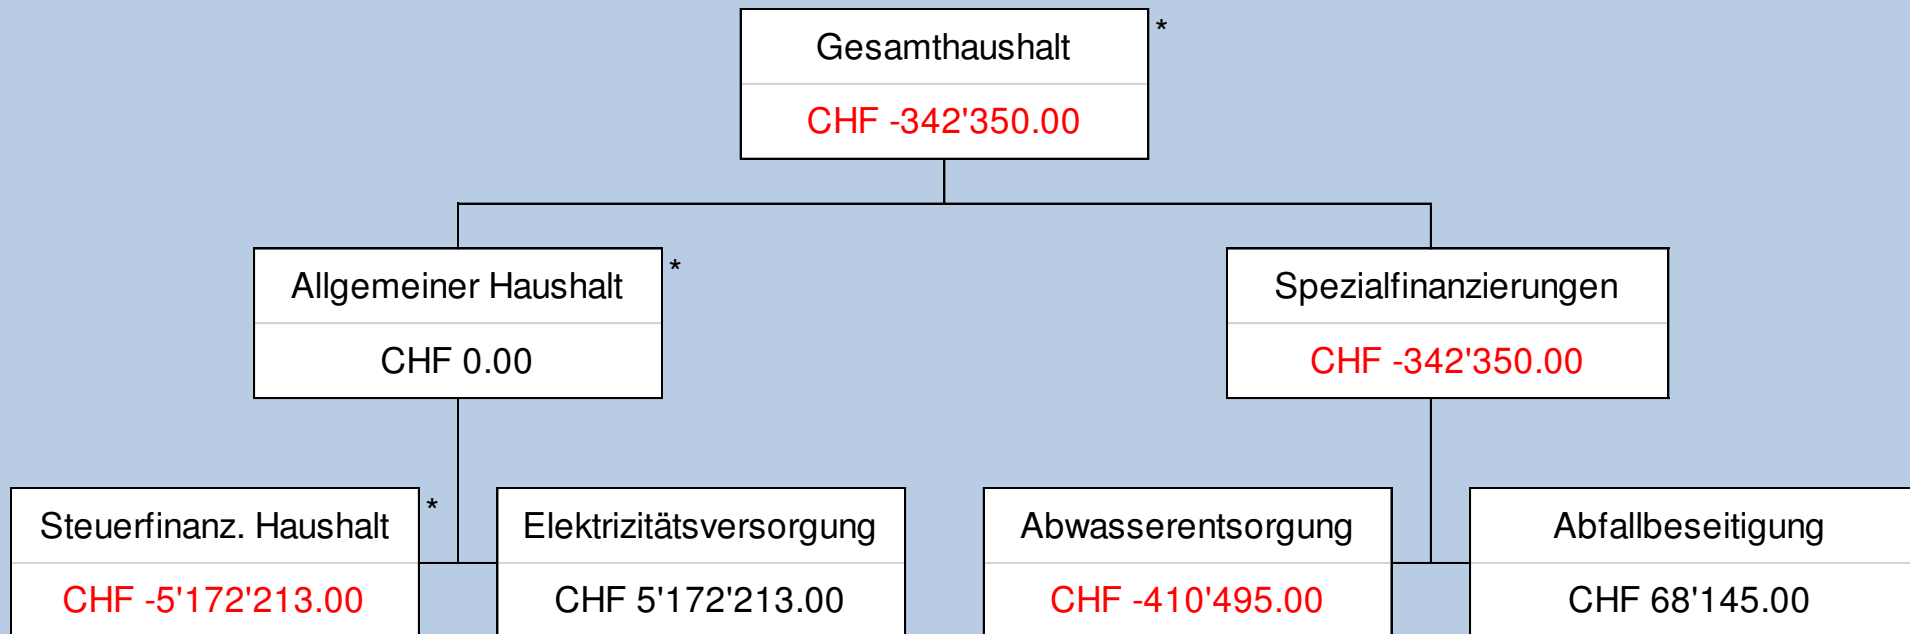 Gesamthaushalt *
CHF -342'350.00
Allgemeiner Haushalt *
CHF 0.00
Spezialfinanzierungen
CHF -342'350.00
Steuerfinanz. Haushalt *
CHF -5'172'213.00
Elektrizitätsversorgung
CHF 5'172'213.00
Abwasserentsorgung
CHF -410'495.00
Abfallbeseitigung
CHF 68'145.00